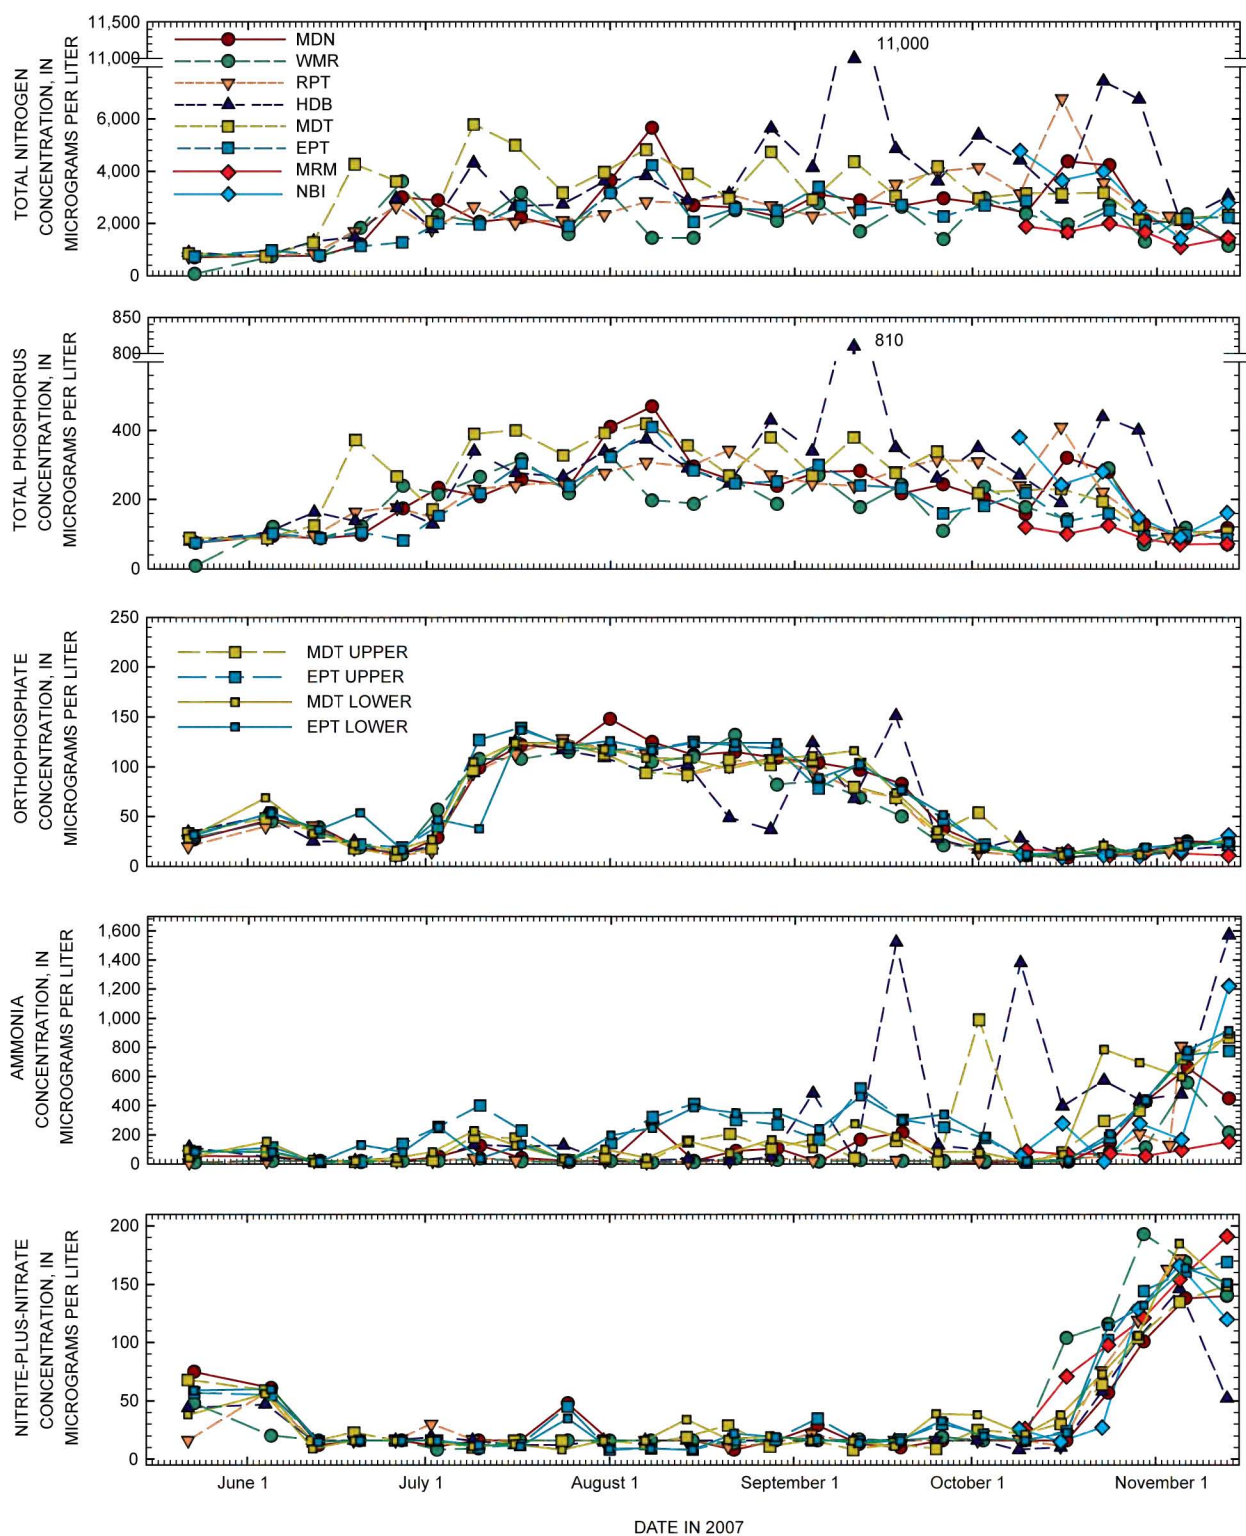 TOTAL NITROGEN
CONCENTRATION, IN
MICROGRAMS PER LITER
11,500
11,000
6,000
4,000
2,000
0
MDN
WMR
RPT
HDB
MDT
EPT
MRM
NBI
11,000
TOTAL PHOSPHORUS
CONCENTRATION, IN
MICROGRAMS PER LITER
850
800
400
200
0
810
ORTHOPHOSPHATE
CONCENTRATION, IN
MICROGRAMS PER LITER
250
200
150
100
50
0
MDT UPPER
EPT UPPER
MDT LOWER
EPT LOWER
AMMONIA
CONCENTRATION, IN
MICROGRAMS PER LITER
1,600
1,400
1,200
1,000
800
600
400
200
0
NITRITE-PLUS-NITRATE
CONCENTRATION, IN
MICROGRAMS PER LITER
200
150
100
50
0
June 1
July 1
August 1
September 1
October 1
November 1
DATE IN 2007